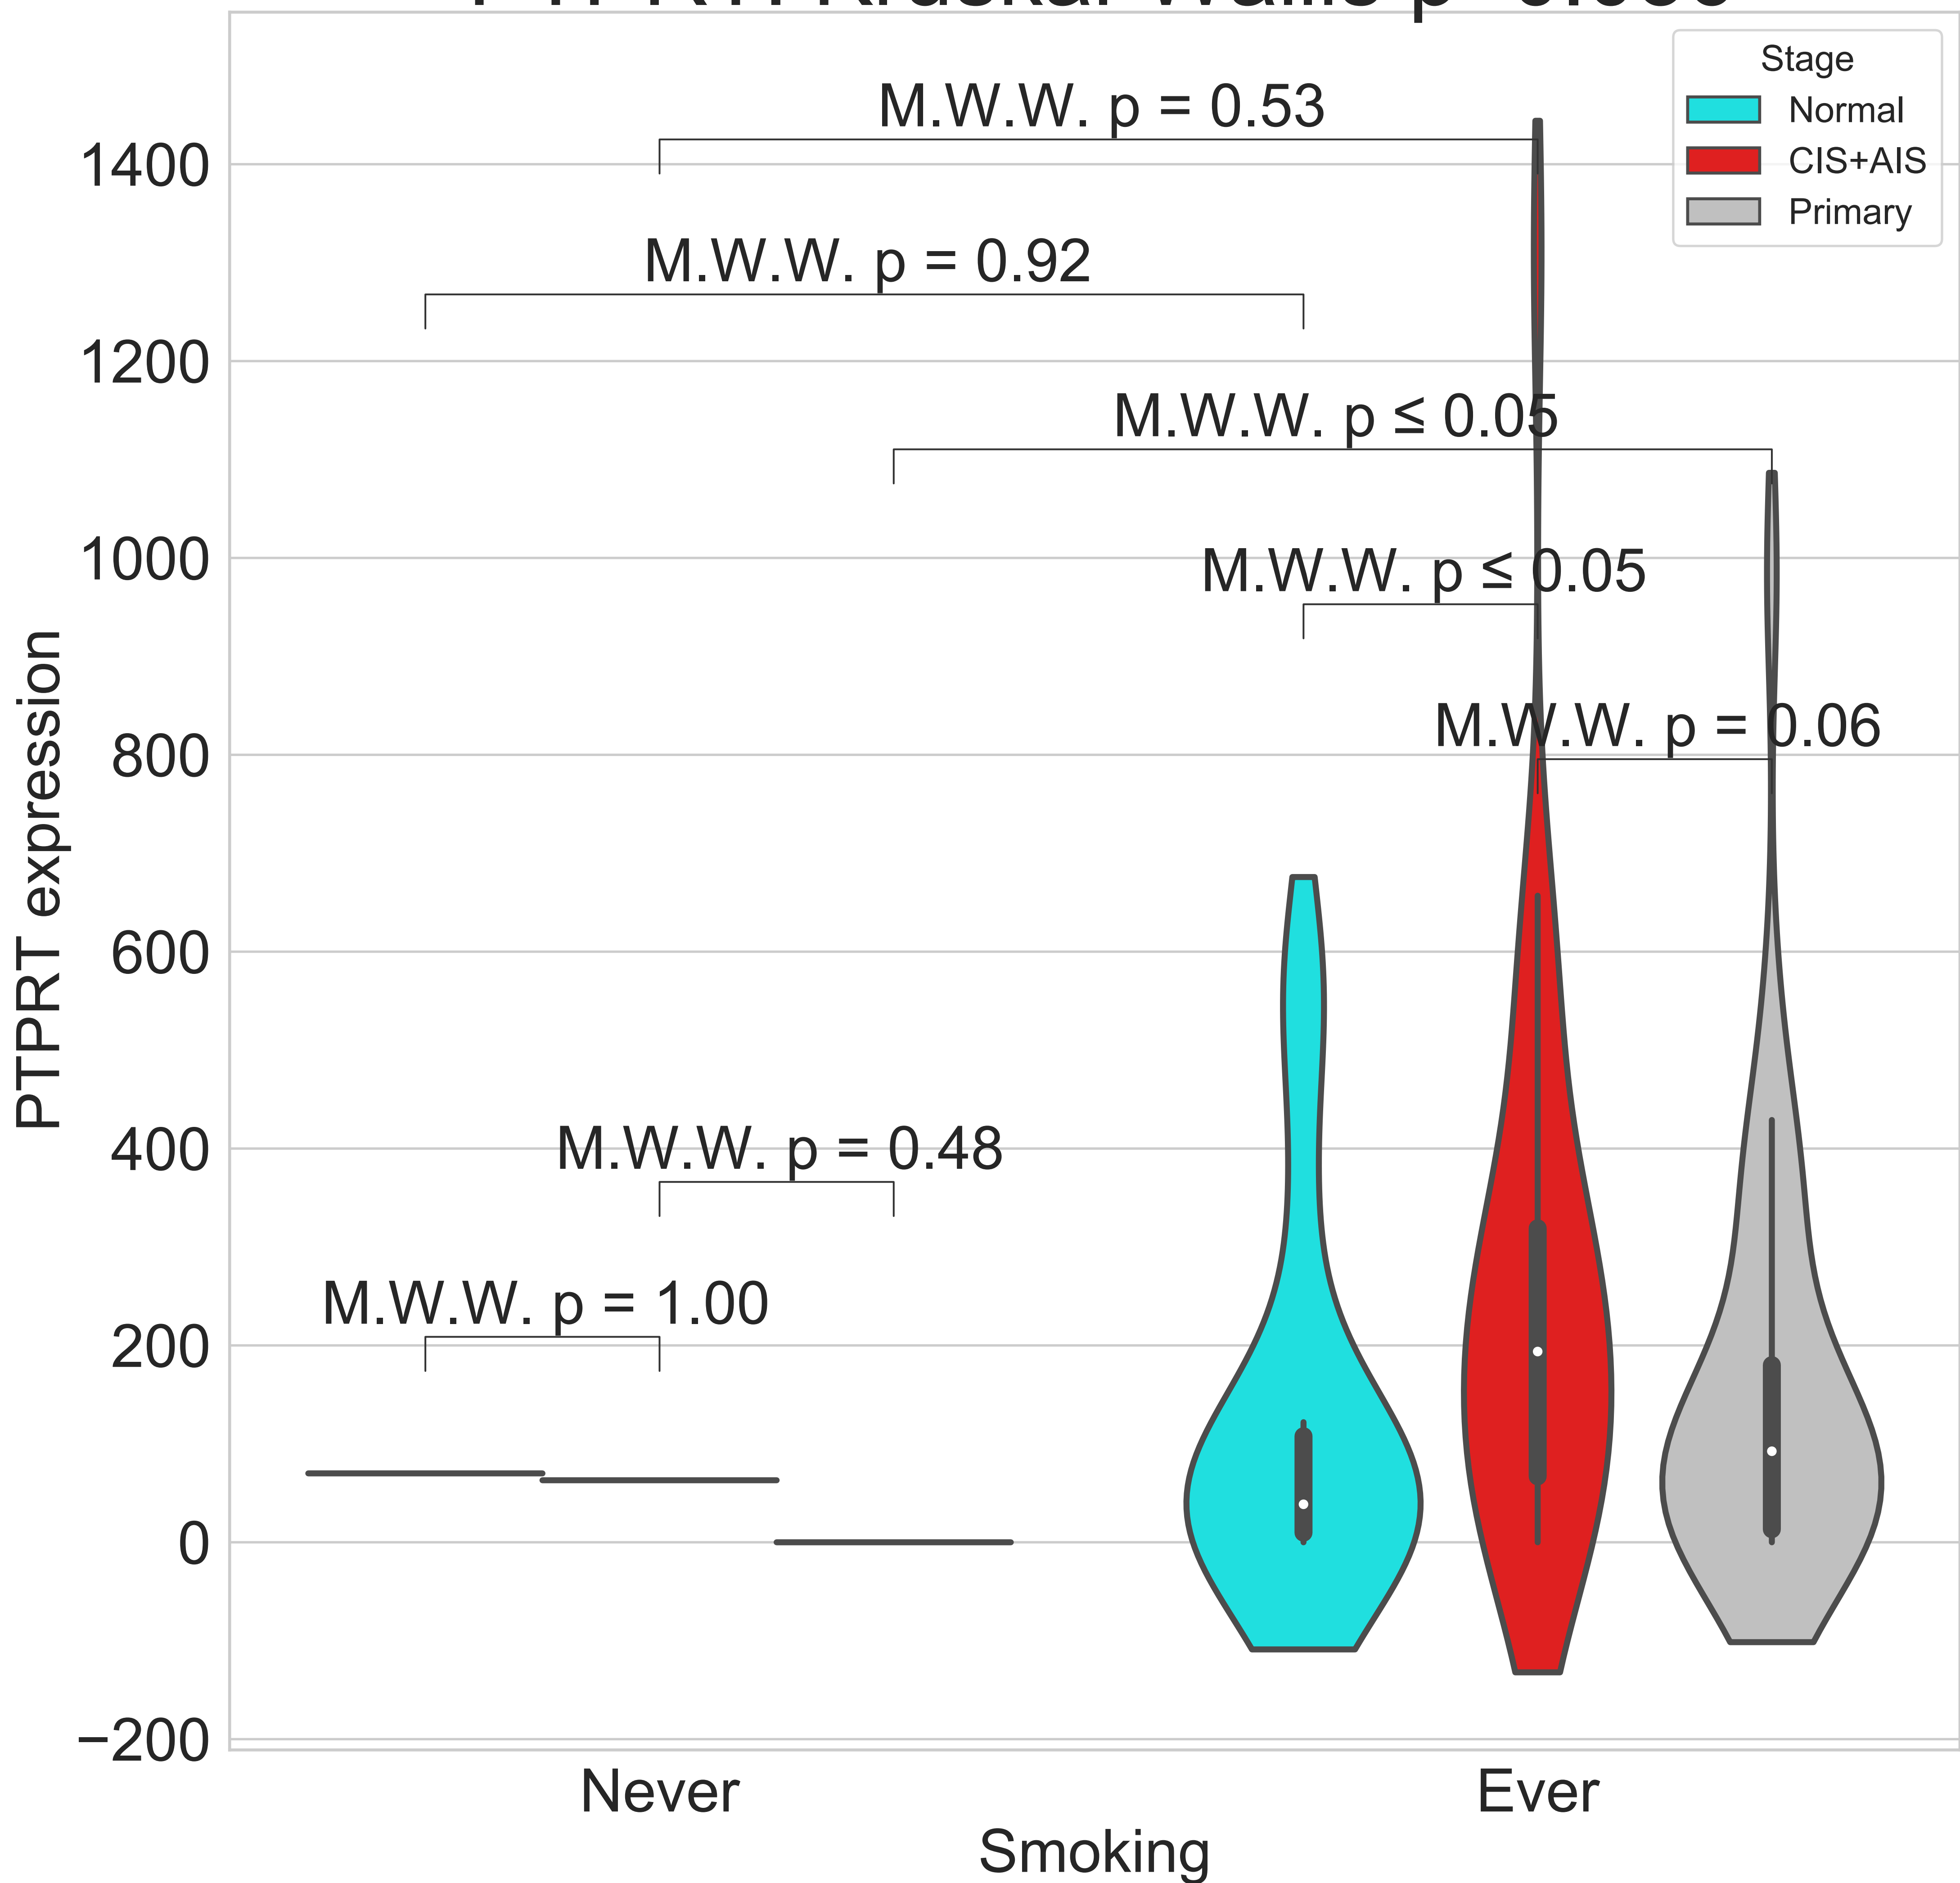 Stage
Normal
CIS+AIS
Primary
M.W.W. p = 0.53
M.W.W. p = 0.92
M.W.W. p ≤ 0.05
M.W.W. p ≤ 0.05
M.W.W. p = 0.06
M.W.W. p = 0.48
M.W.W. p = 1.00
1400
1200
1000
800
600
400
200
0
−200
PTPRT expression
Never
Ever
Smoking